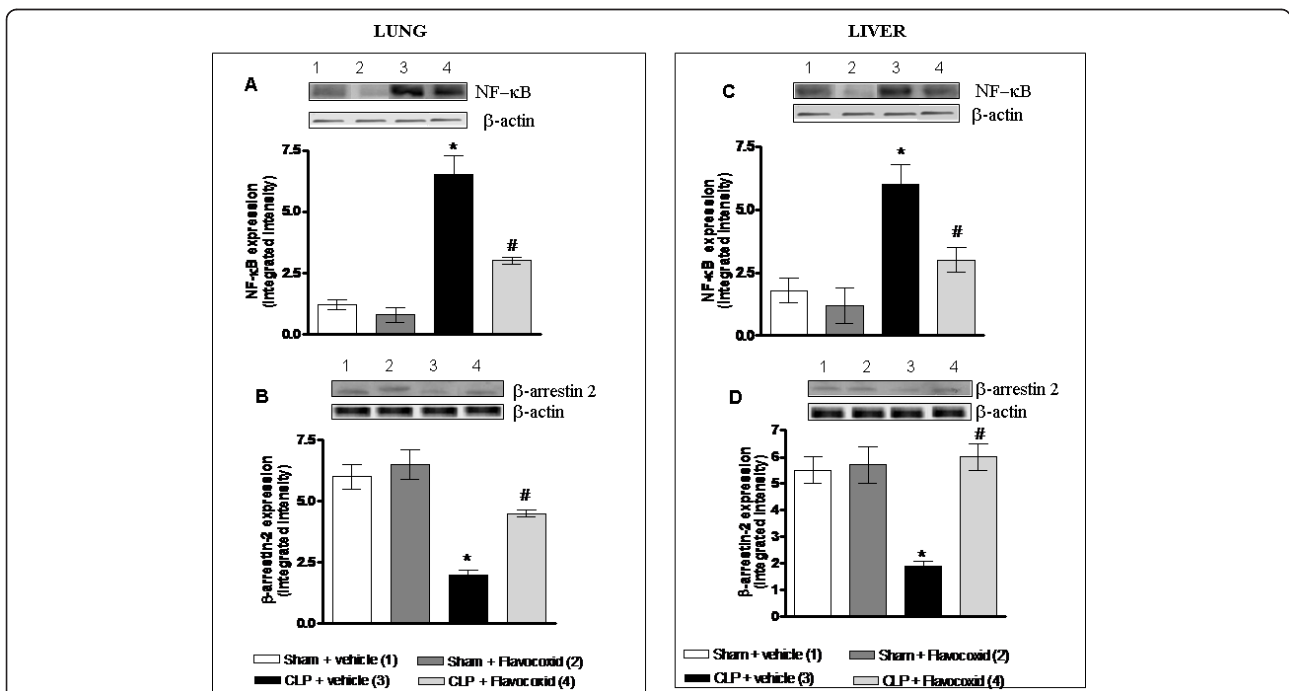 LUNG
LIVER
A
1 2 3 4
NF-κB
β-actin
7.5
5.0
2.5
0.0
NF-κB expression
(Integrated Intensity)
*
#
B
1 2 3 4
β-arrestin 2
β-actin
7.5
5.0
2.5
0.0
β-arrestin-2 expression
(Integrated Intensity)
*
#
Sham + vehicle (1)
Sham + Flavocoxid (2)
CLP + vehicle (3)
CLP + Flavocoxid (4)
C
1 2 3 4
NF-κB
β-actin
7.5
5.0
2.5
0.0
NF-κB expression
(Integrated Intensity)
*
#
D
1 2 3 4
β-arrestin 2
β-actin
7
6
5
4
3
2
1
0
β-arrestin-2 expression
(Integrated Intensity)
*
#
Sham + vehicle (1)
Sham + Flavocoxid (2)
CLP + vehicle (3)
CLP + Flavocoxid (4)